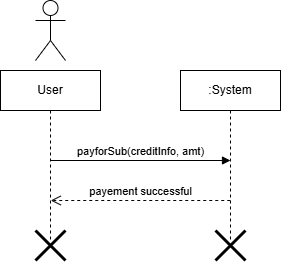 User
:System
payforSub(creditInfo, amt)
payement successful